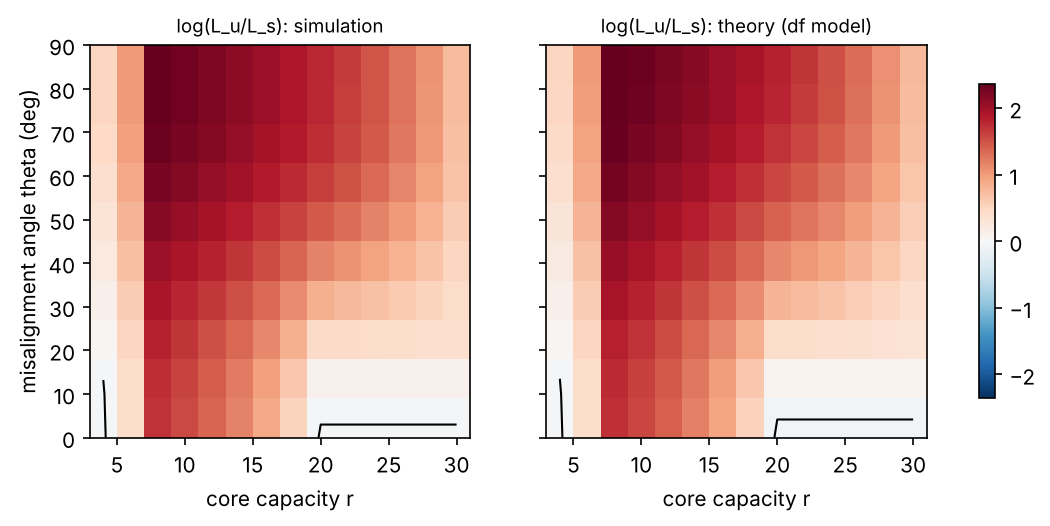 log(L_u/L_s): simulation
log(L_u/L_s): theory (df model)
misalignment angle theta (deg)
90
80
70
60
50
40
30
20
10
0
5 10 15 20 25 30
core capacity r
5 10 15 20 25 30
core capacity r
2
1
0
−1
−2